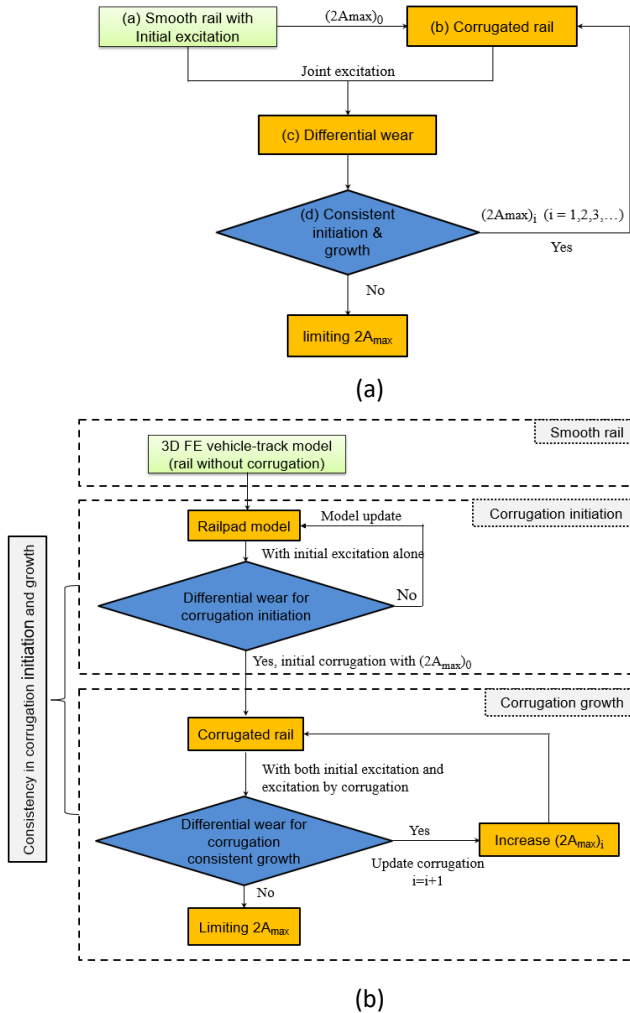 (a) Smooth rail with
Initial excitation
(2Amax)₀
(b) Corrugated rail
Joint excitation
(c) Differential wear
(d) Consistent
initiation &
growth
(2Amax)ᵢ (i = 1,2,3,…)
Yes
No
limiting 2Aₘₐₓ
(a)
Smooth rail
3D FE vehicle-track model
(rail without corrugation)
Corrugation initiation
Model update
Railpad model
With initial excitation alone
Differential wear for
corrugation initiation
No
Yes, initial corrugation with (2Aₘₐₓ)₀
Consistency in corrugation initiation and growth
Corrugation growth
Corrugated rail
With both initial excitation and
excitation by corrugation
Differential wear for
corrugation
consistent growth
Yes
Increase (2Aₘₐₓ)ᵢ
Update corrugation
i=i+1
No
Limiting 2Aₘₐₓ
(b)